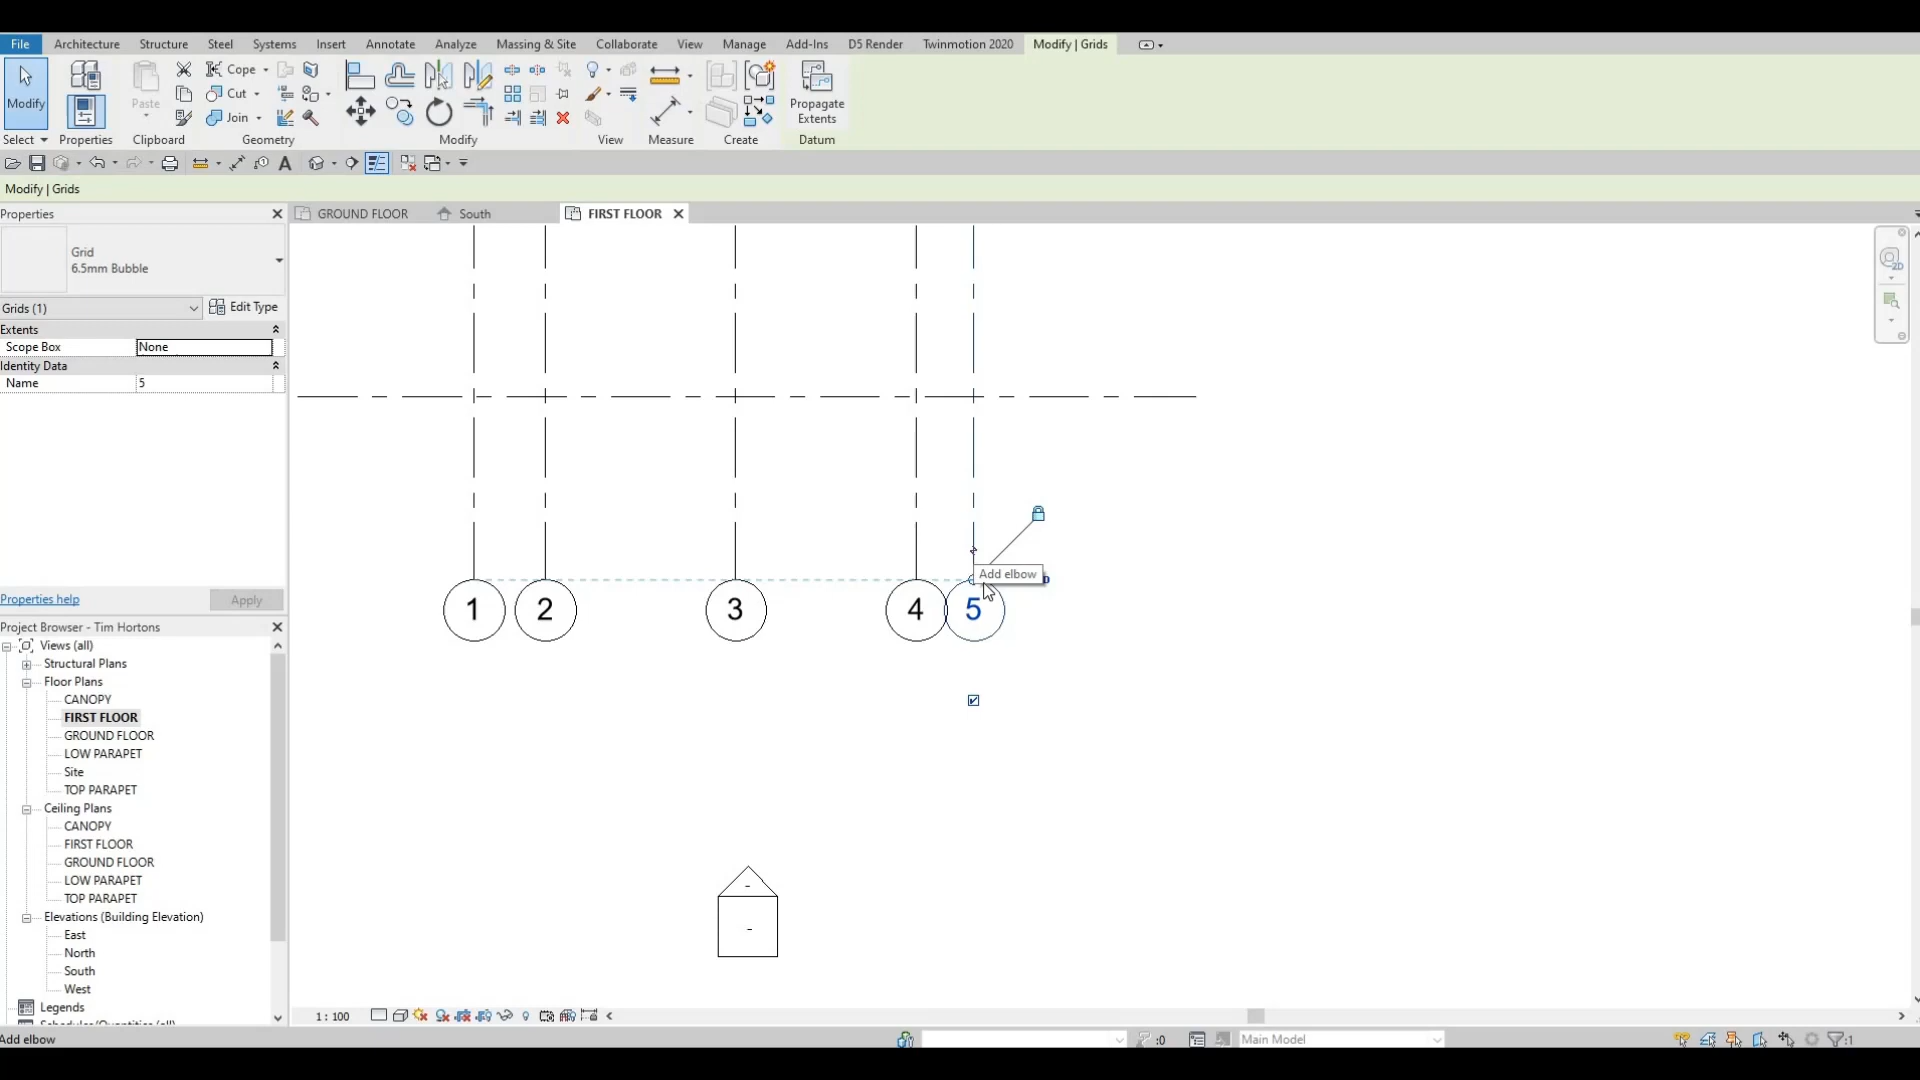 File Architecture Structure Steel Systems Insert Annotate Analyze Massing & Site Collaborate View Manage Add-Ins D5 Render Twinmotion 2020 Modify | Grids
Modify Paste Cope Cut Join Propagate Extents
Select Properties Clipboard Geometry Modify View Measure Create Datum
Modify | Grids
Properties
GROUND FLOOR South FIRST FLOOR
Grid
6.5mm Bubble
Grids (1) Edit Type
Extents
Scope Box None
Identity Data
Name 5
Add elbow
1 2 3 4 5
Properties help Apply
Project Browser - Tim Hortons
Views (all)
Structural Plans
Floor Plans
CANOPY
FIRST FLOOR
GROUND FLOOR
LOW PARAPET
Site
TOP PARAPET
Ceiling Plans
CANOPY
FIRST FLOOR
GROUND FLOOR
LOW PARAPET
TOP PARAPET
Elevations (Building Elevation)
East
North
South
West
Legends
Schedules/Quantities (all)
1 : 100
Add elbow :0 Main Model :1